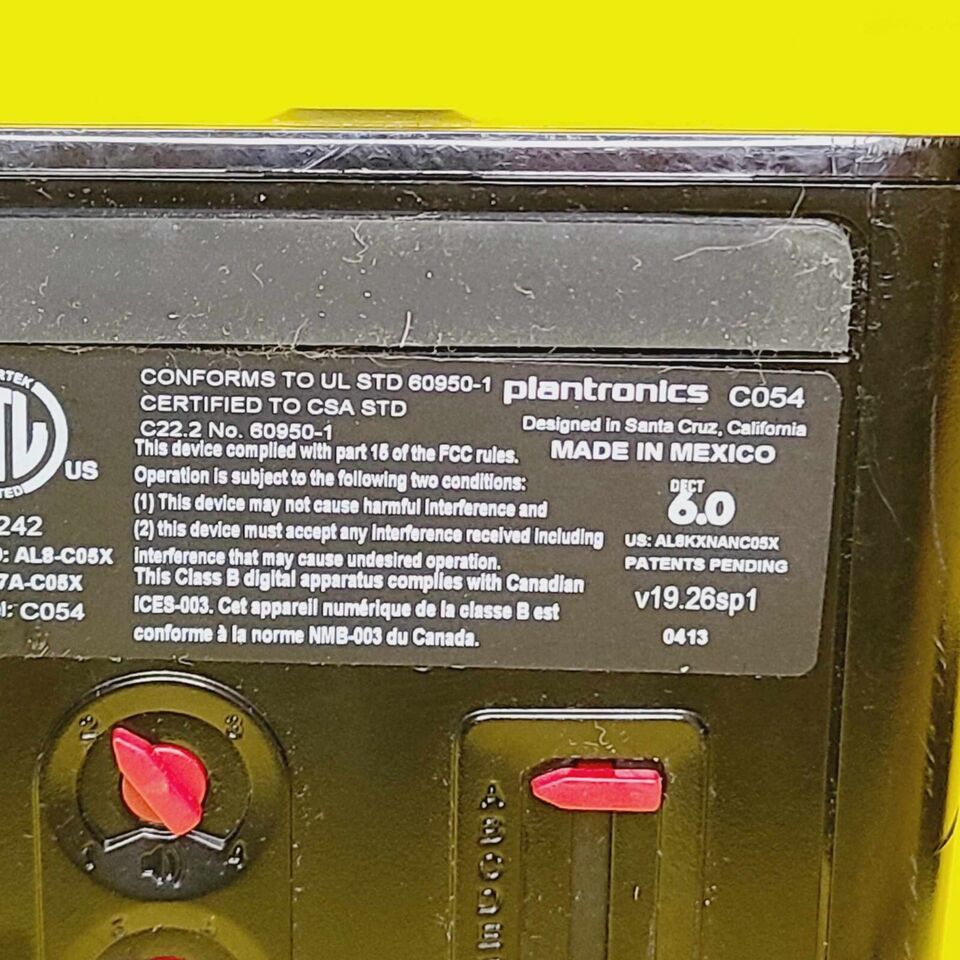 CONFORMS TO UL STD 60950-1
CERTIFIED TO CSA STD
C22.2 No. 60950-1
This device complied with part 15 of the FCC rules.
Operation is subject to the following two conditions:
(1) This device may not cause harmful interference and
(2) this device must accept any interference received including
interference that may cause undesired operation.
This Class B digital apparatus complies with Canadian
ICES-003. Cet appareil numérique de la classe B est
conforme à la norme NMB-003 du Canada.
plantronics C054
Designed in Santa Cruz, California
MADE IN MEXICO
DECT
6.0
US: AL8KXNANC05X
PATENTS PENDING
v19.26sp1
0413
US
242
: AL8-C05X
7A-C05X
: C054
2 3
1 4
A
B
C
D
E